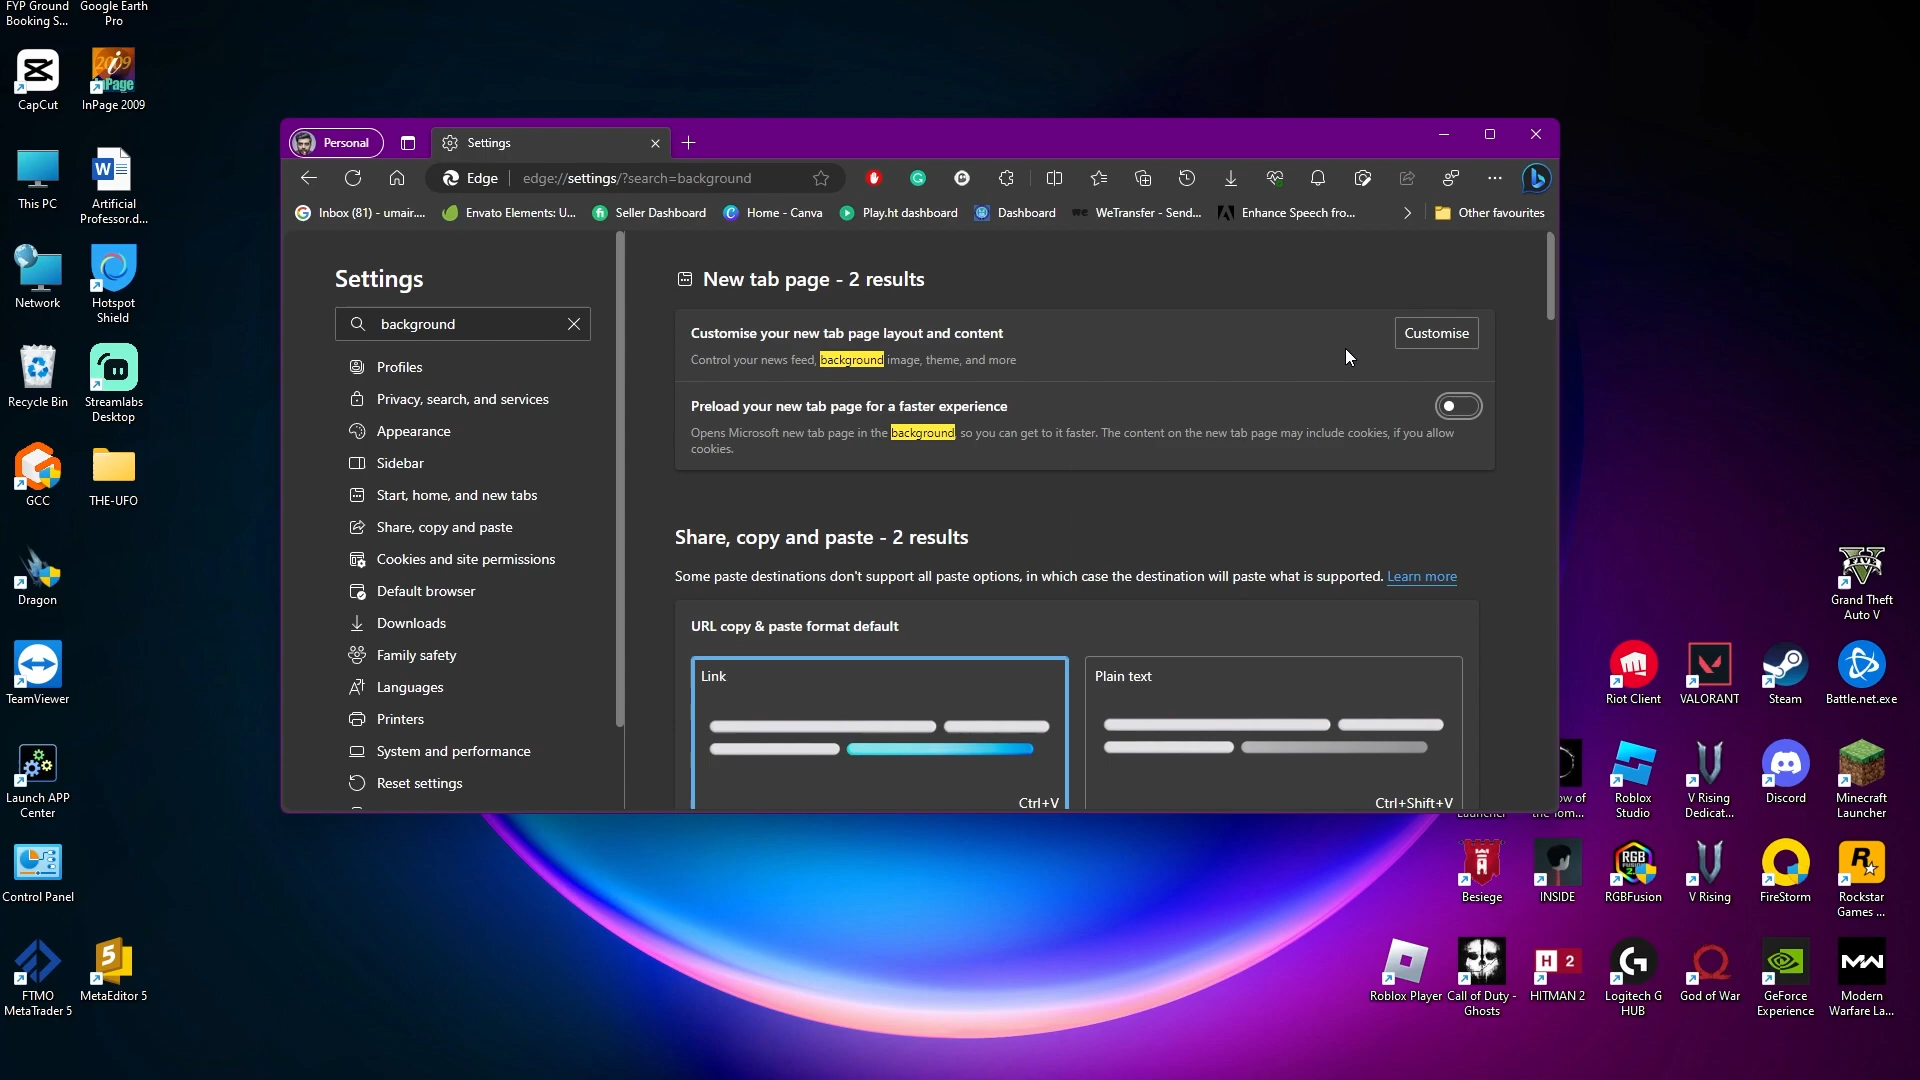 FYP Ground
Booking S...
Google Earth
Pro
CapCut
InPage 2009
This PC
Artificial
Professor.d...
Network
Hotspot
Shield
Recycle Bin
Streamlabs
Desktop
GCC
THE-UFO
Dragon
TeamViewer
Launch APP
Center
Control Panel
FTMO
MetaTrader 5
MetaEditor 5
Personal
Settings
Edge
edge://settings/?search=background
Inbox (81) - umair....
Envato Elements: U...
Seller Dashboard
Home - Canva
Play.ht dashboard
Dashboard
WeTransfer - Send...
Enhance Speech fro...
Other favourites
Settings
background
Profiles
Privacy, search, and services
Appearance
Sidebar
Start, home, and new tabs
Share, copy and paste
Cookies and site permissions
Default browser
Downloads
Family safety
Languages
Printers
System and performance
Reset settings
New tab page - 2 results
Customise your new tab page layout and content
Control your news feed, background image, theme, and more
Customise
Preload your new tab page for a faster experience
Opens Microsoft new tab page in the background, so you can get to it faster. The content on the new tab page may include cookies, if you allow
cookies.
Share, copy and paste - 2 results
Some paste destinations don't support all paste options, in which case the destination will paste what is supported. Learn more
URL copy & paste format default
Link
Ctrl+V
Plain text
Ctrl+Shift+V
Grand Theft
Auto V
Riot Client
VALORANT
Steam
Battle.net.exe
Roblox
Studio
V Rising
Dedicat...
Discord
Minecraft
Launcher
Besiege
INSIDE
RGBFusion
V Rising
FireStorm
Rockstar
Games ...
Roblox Player
Call of Duty -
Ghosts
HITMAN 2
Logitech G
HUB
God of War
GeForce
Experience
Modern
Warfare La...